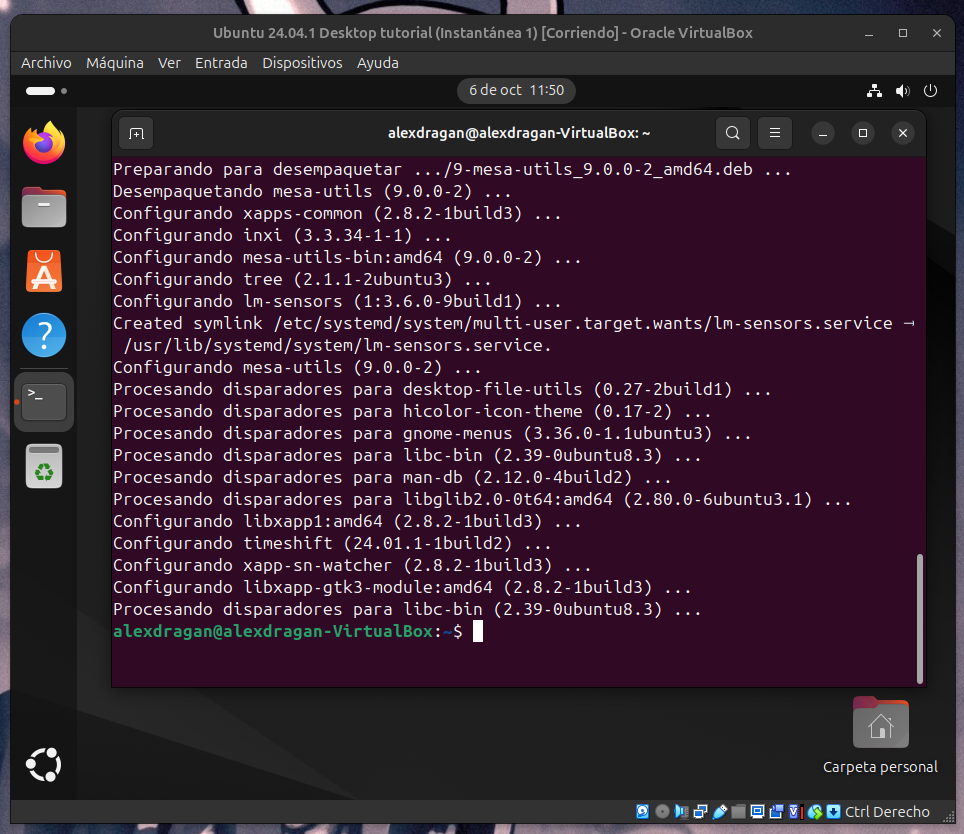 Ubuntu 24.04.1 Desktop tutorial (Instantánea 1) [Corriendo] - Oracle VirtualBox
Archivo Máquina Ver Entrada Dispositivos Ayuda
6 de oct 11:50
alexdragan@alexdragan-VirtualBox: ~
Preparando para desempaquetar .../9-mesa-utils_9.0.0-2_amd64.deb ...
Desempaquetando mesa-utils (9.0.0-2) ...
Configurando xapps-common (2.8.2-1build3) ...
Configurando inxi (3.3.34-1-1) ...
Configurando mesa-utils-bin:amd64 (9.0.0-2) ...
Configurando tree (2.1.1-2ubuntu3) ...
Configurando lm-sensors (1:3.6.0-9build1) ...
Created symlink /etc/systemd/system/multi-user.target.wants/lm-sensors.service →
/usr/lib/systemd/system/lm-sensors.service.
Configurando mesa-utils (9.0.0-2) ...
Procesando disparadores para desktop-file-utils (0.27-2build1) ...
Procesando disparadores para hicolor-icon-theme (0.17-2) ...
Procesando disparadores para gnome-menus (3.36.0-1.1ubuntu3) ...
Procesando disparadores para libc-bin (2.39-0ubuntu8.3) ...
Procesando disparadores para man-db (2.12.0-4build2) ...
Procesando disparadores para libglib2.0-0t64:amd64 (2.80.0-6ubuntu3.1) ...
Configurando libxapp1:amd64 (2.8.2-1build3) ...
Configurando timeshift (24.01.1-1build2) ...
Configurando xapp-sn-watcher (2.8.2-1build3) ...
Configurando libxapp-gtk3-module:amd64 (2.8.2-1build3) ...
Procesando disparadores para libc-bin (2.39-0ubuntu8.3) ...
alexdragan@alexdragan-VirtualBox:~$
Carpeta personal
Ctrl Derecho